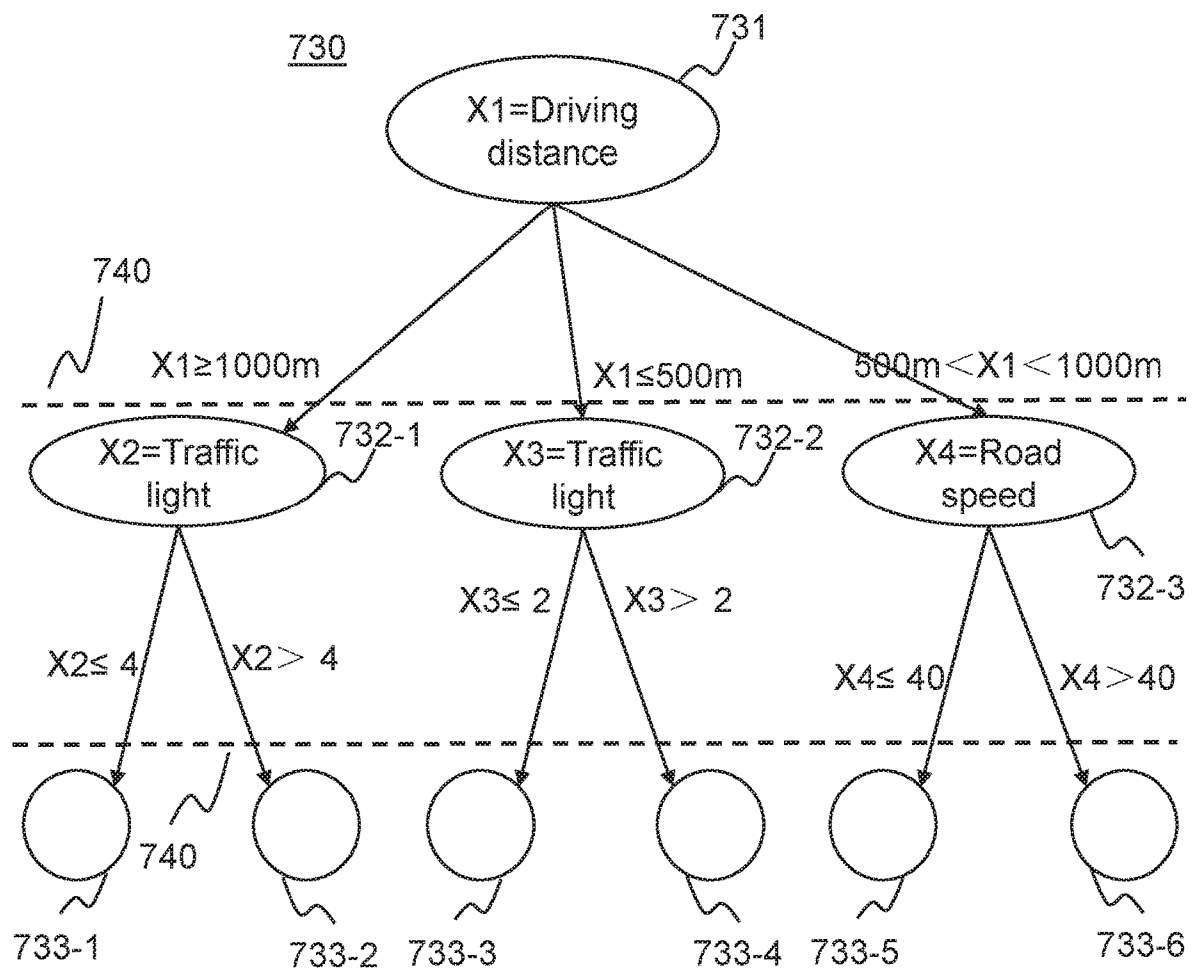 730
731
X1=Driving
distance
740
X1≥1000m
X1≤500m
500m<X1<1000m
X2=Traffic
light
732-1
X3=Traffic
light
732-2
X4=Road
speed
732-3
X2≤ 4
X2> 4
X3≤ 2
X3> 2
X4≤ 40
X4>40
740
733-1
733-2
733-3
733-4
733-5
733-6